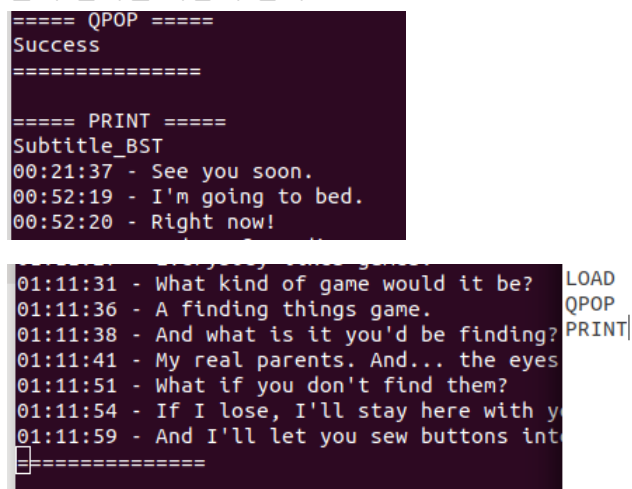 ===== QPOP =====
Success
===============
===== PRINT =====
Subtitle_BST
00:21:37 - See you soon.
00:52:19 - I'm going to bed.
00:52:20 - Right now!
01:11:31 - What kind of game would it be?
01:11:36 - A finding things game.
01:11:38 - And what is it you'd be finding?
01:11:41 - My real parents. And... the eyes
01:11:51 - What if you don't find them?
01:11:54 - If I lose, I'll stay here with
01:11:59 - And I'll let you sew buttons
===============
LOAD
QPOP
PRINT